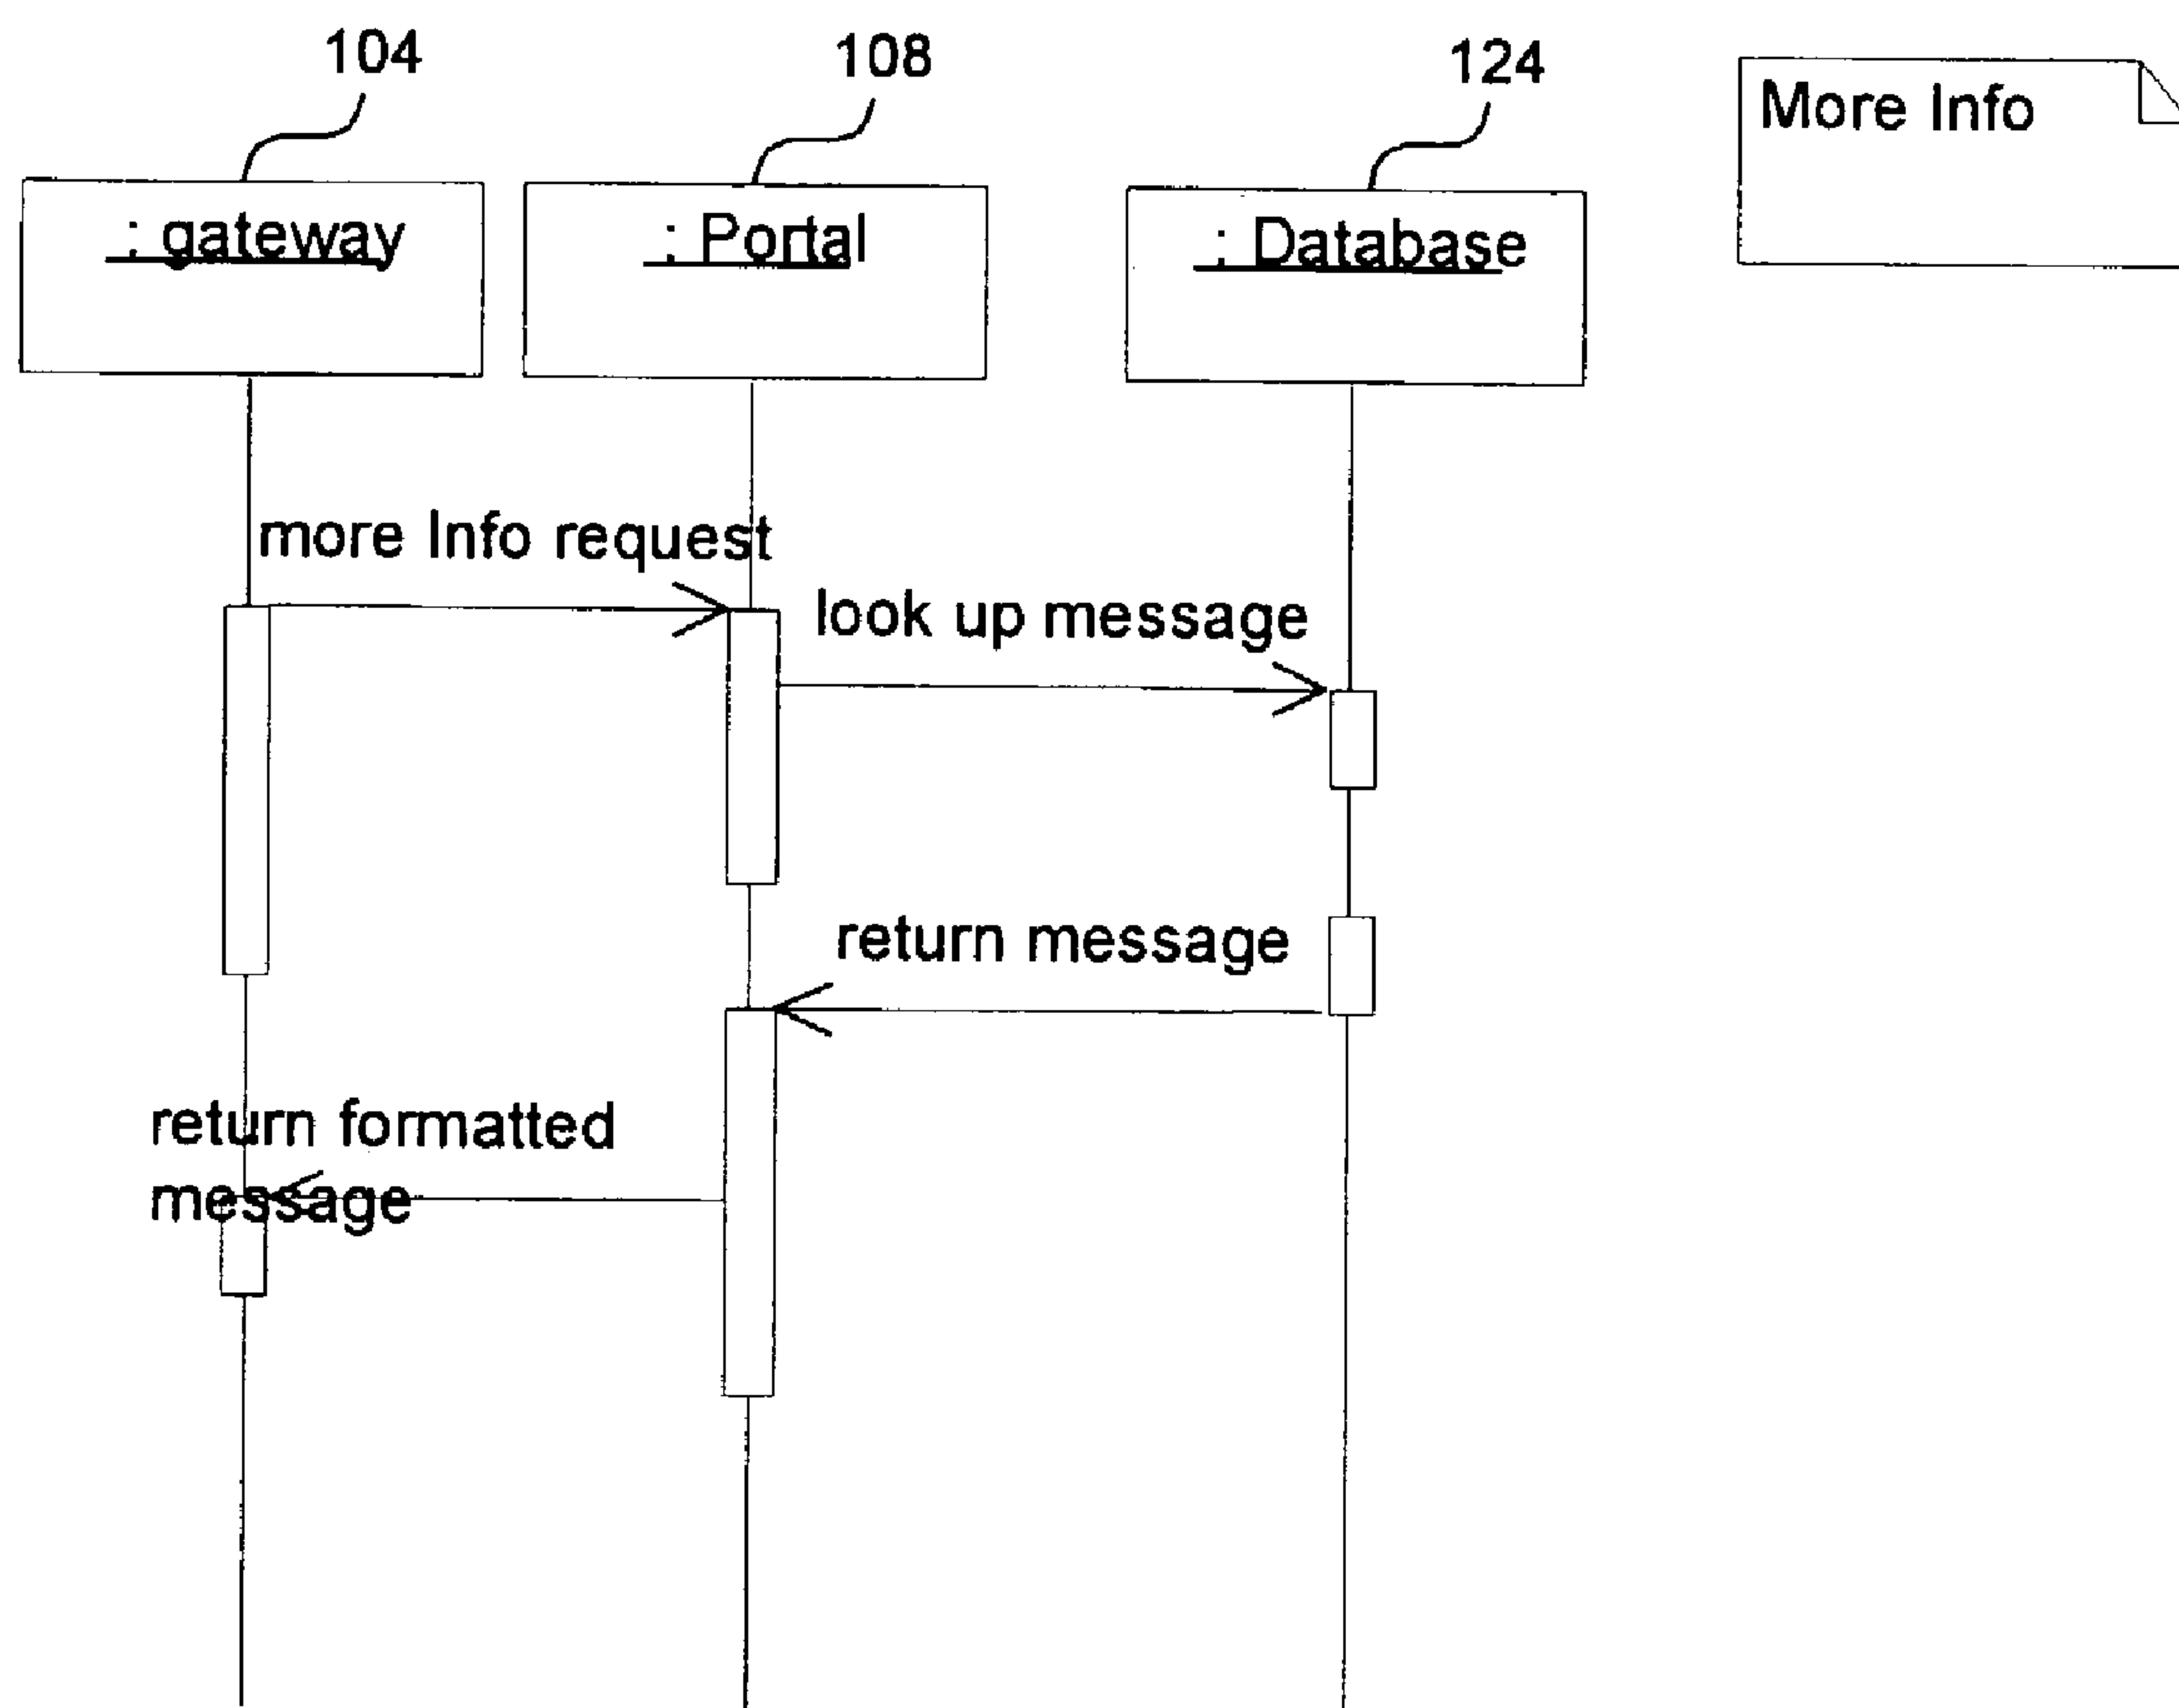 104
108
124
More Info
: gateway
: Portal
: Database
more Info request
look up message
return message
return formatted
message